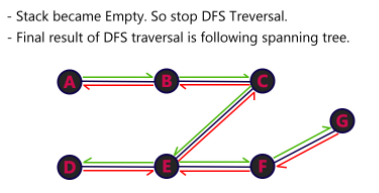 - Stack became Empty. So stop DFS Treversal.
- Final result of DFS traversal is following spanning tree.
A B C
G
D E F